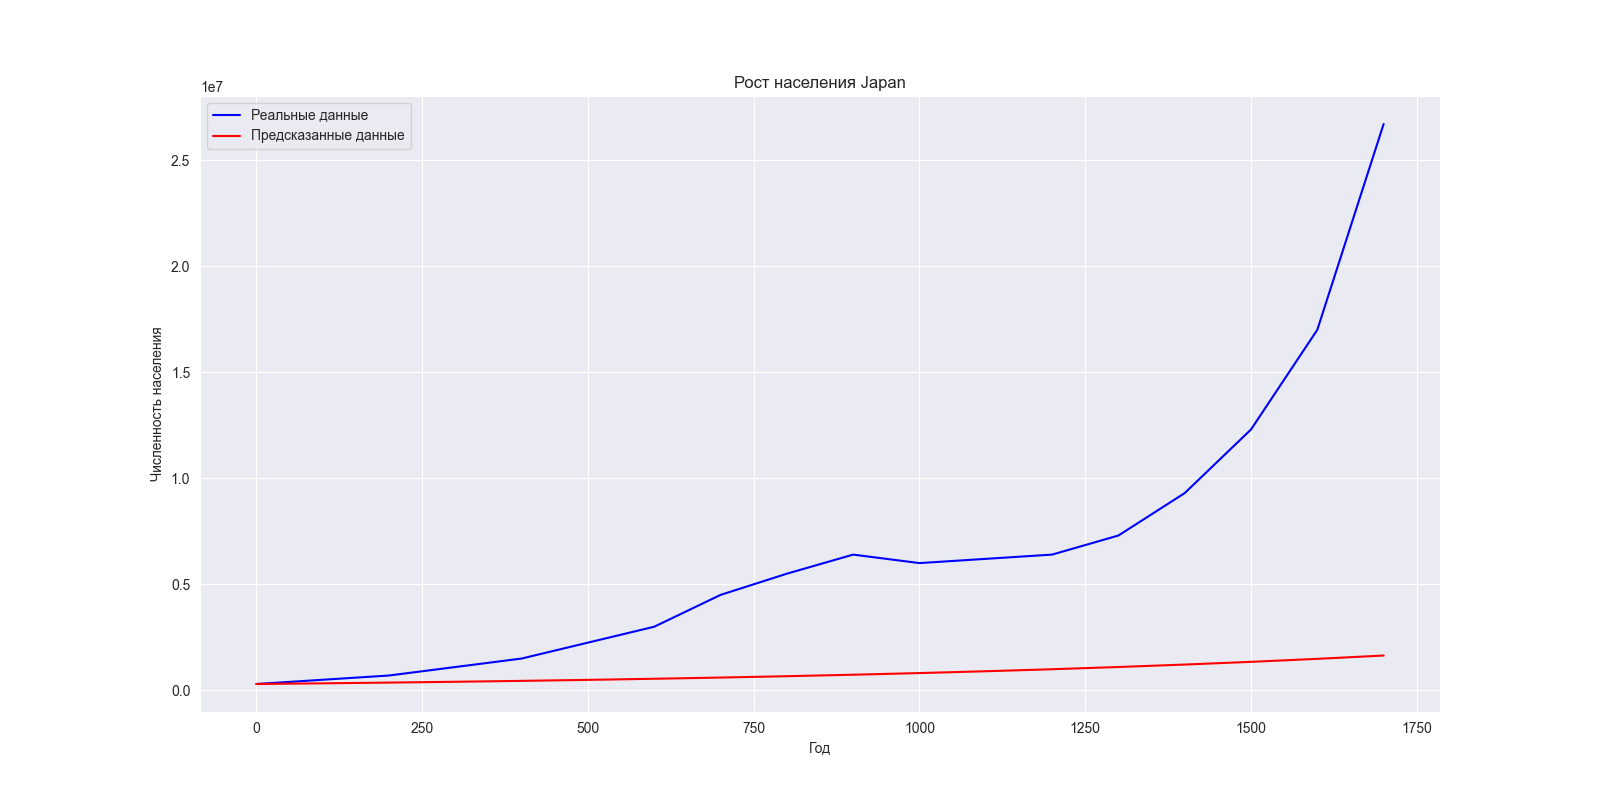 Рост населения Japan
1e7
Реальные данные
Предсказанные данные
2.5
2.0
1.5
1.0
0.5
0.0
Численность населения
0 250 500 750 1000 1250 1500 1750
Год